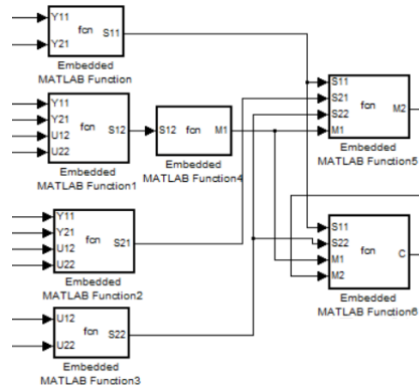 Y11
Y21
fcn
S11
Embedded
MATLAB Function
Y11
Y21
U12
U22
fcn
S12
Embedded
MATLAB Function1
S12
fcn
M1
Embedded
MATLAB Function4
Y11
Y21
U12
U22
fcn
S21
Embedded
MATLAB Function2
U12
U22
fcn
S22
Embedded
MATLAB Function3
S11
S21
S22
M1
fcn
M2
Embedded
MATLAB Function5
S11
S22
M1
M2
fcn
C
Embedded
MATLAB Function6